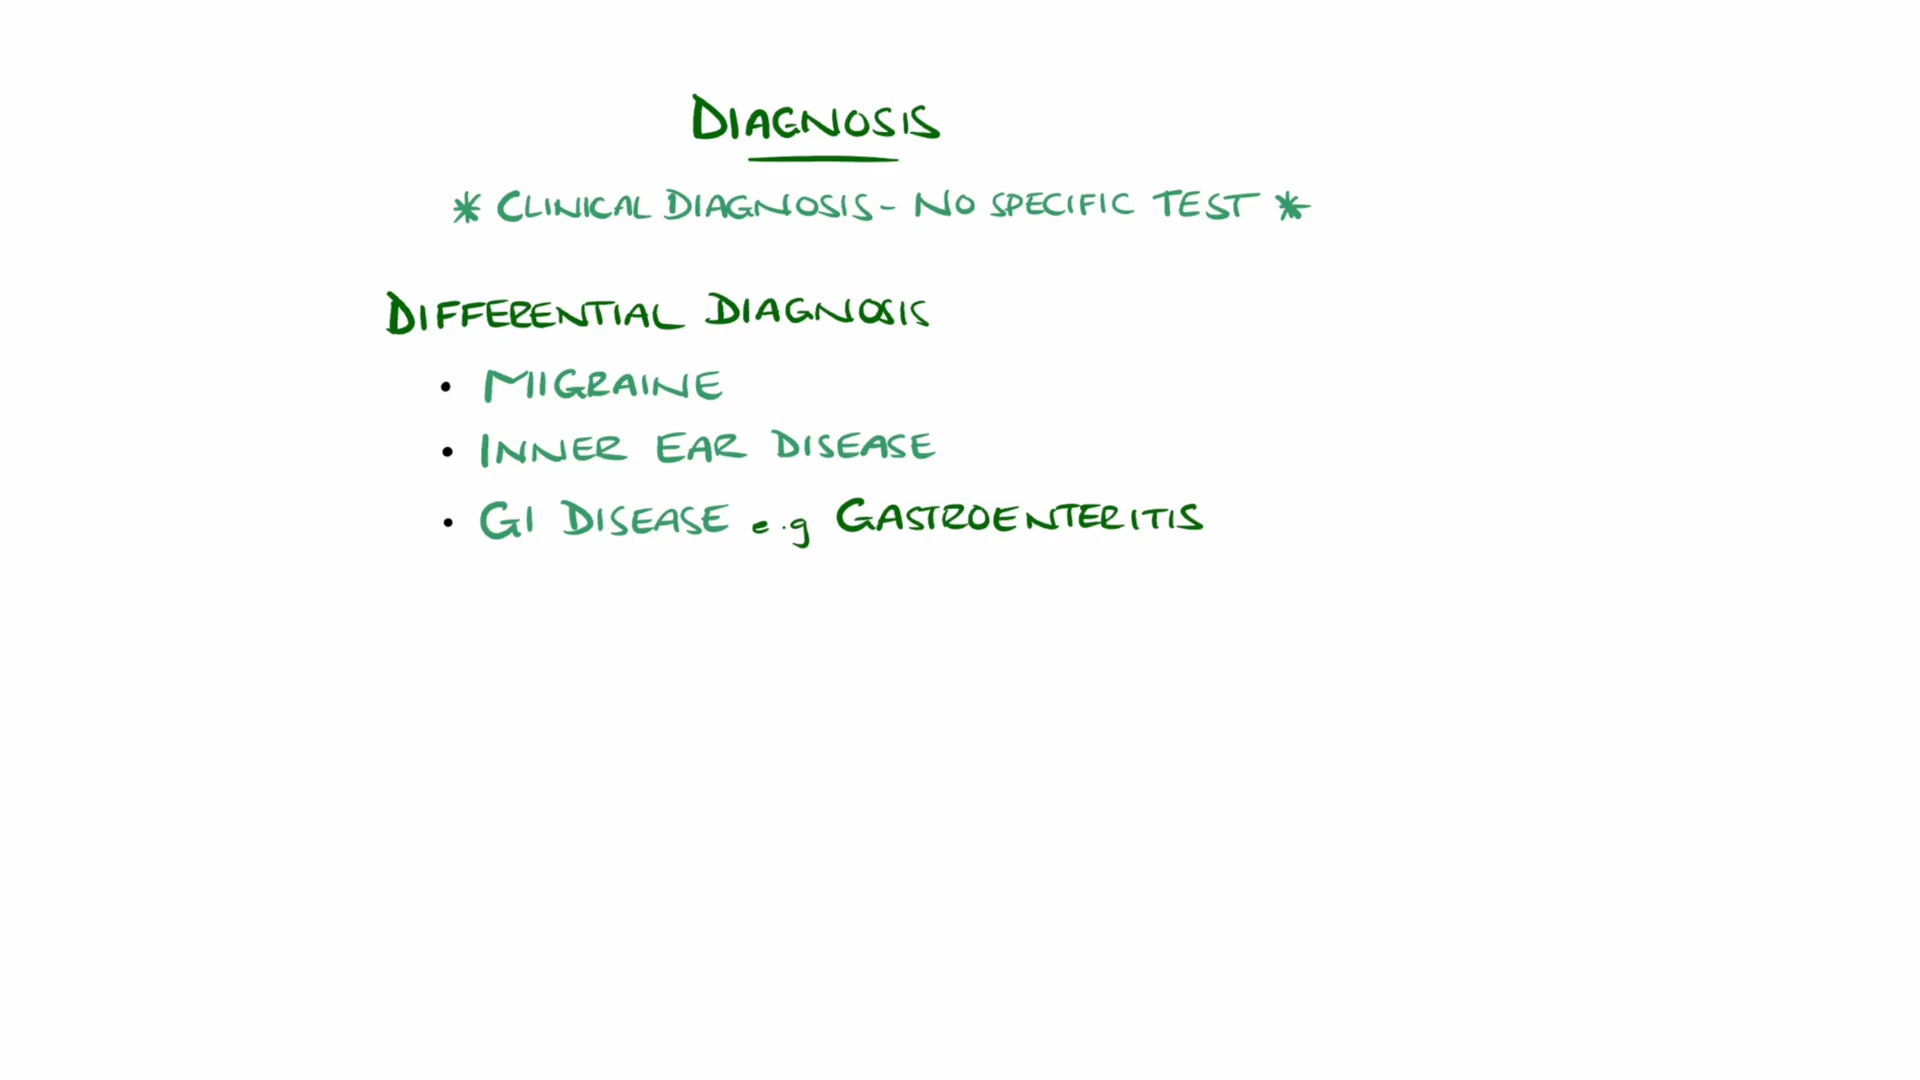 DIAGNOSIS
* CLINICAL DIAGNOSIS - NO SPECIFIC TEST *
DIFFERENTIAL DIAGNOSIS
• MIGRAINE
• INNER EAR DISEASE
• GI DISEASE e.g GASTROENTERITIS